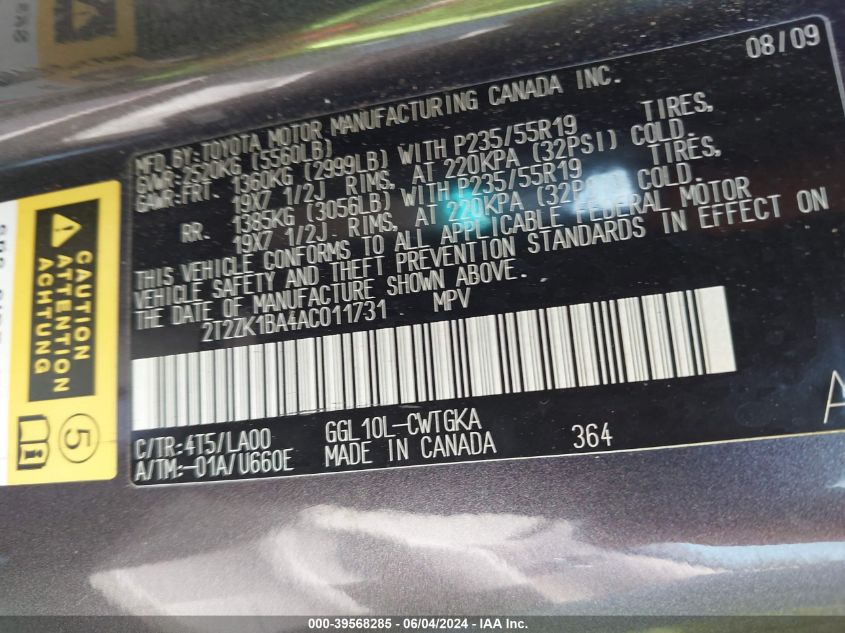 08/09
MFD. BY: TOYOTA MOTOR MANUFACTURING CANADA INC.
GVWR: 2520KG (5560LB)
GAWR: FRT. 1360KG (2999LB) WITH P235/55R19 TIRES,
19X7 1/2J RIMS, AT 220KPA (32PSI) COLD.
RR. 1385KG (3056LB) WITH P235/55R19 TIRES,
19X7 1/2J RIMS, AT 220KPA COLD.
THIS VEHICLE CONFORMS TO ALL APPLICABLE FEDERAL MOTOR
VEHICLE SAFETY AND THEFT PREVENTION STANDARDS IN EFFECT ON
THE DATE OF MANUFACTURE SHOWN ABOVE.
2T2ZK1BA4AC011731 MPV
C/TR: 4T5/LA00 GGL10L-CWTGKA
A/TM: -01A/U660E MADE IN CANADA 364
A
CAUTION
ATTENTION
ACHTUNG
5
000-39568285 - 06/04/2024 - IAA Inc.